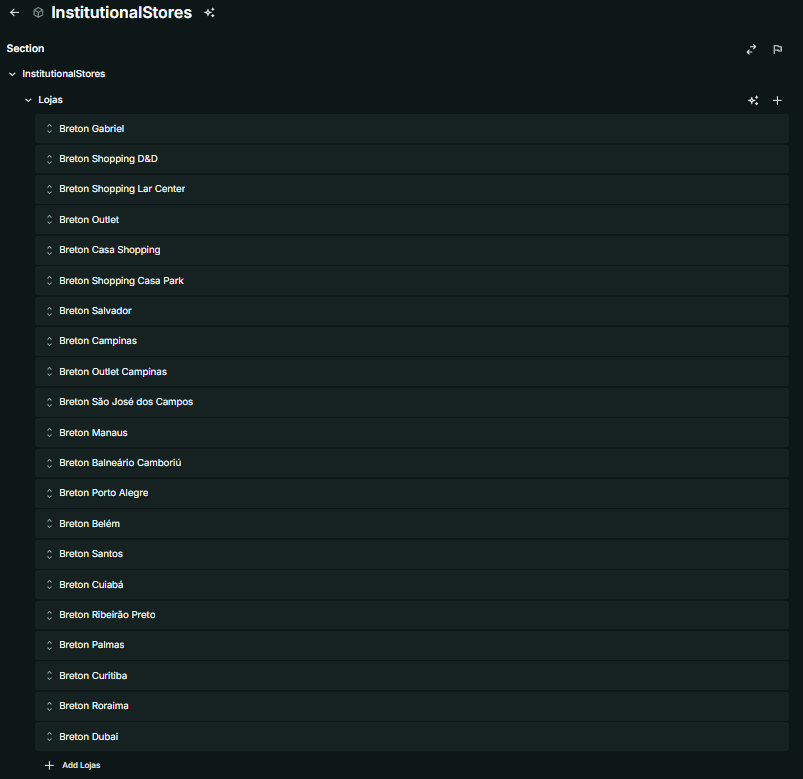 InstitutionalStores
Section
InstitutionalStores
Lojas
Breton Gabriel
Breton Shopping D&D
Breton Shopping Lar Center
Breton Outlet
Breton Casa Shopping
Breton Shopping Casa Park
Breton Salvador
Breton Campinas
Breton Outlet Campinas
Breton São José dos Campos
Breton Manaus
Breton Balneário Camboriú
Breton Porto Alegre
Breton Belém
Breton Santos
Breton Cuiabá
Breton Ribeirão Preto
Breton Palmas
Breton Curitiba
Breton Roraima
Breton Dubai
Add Lojas